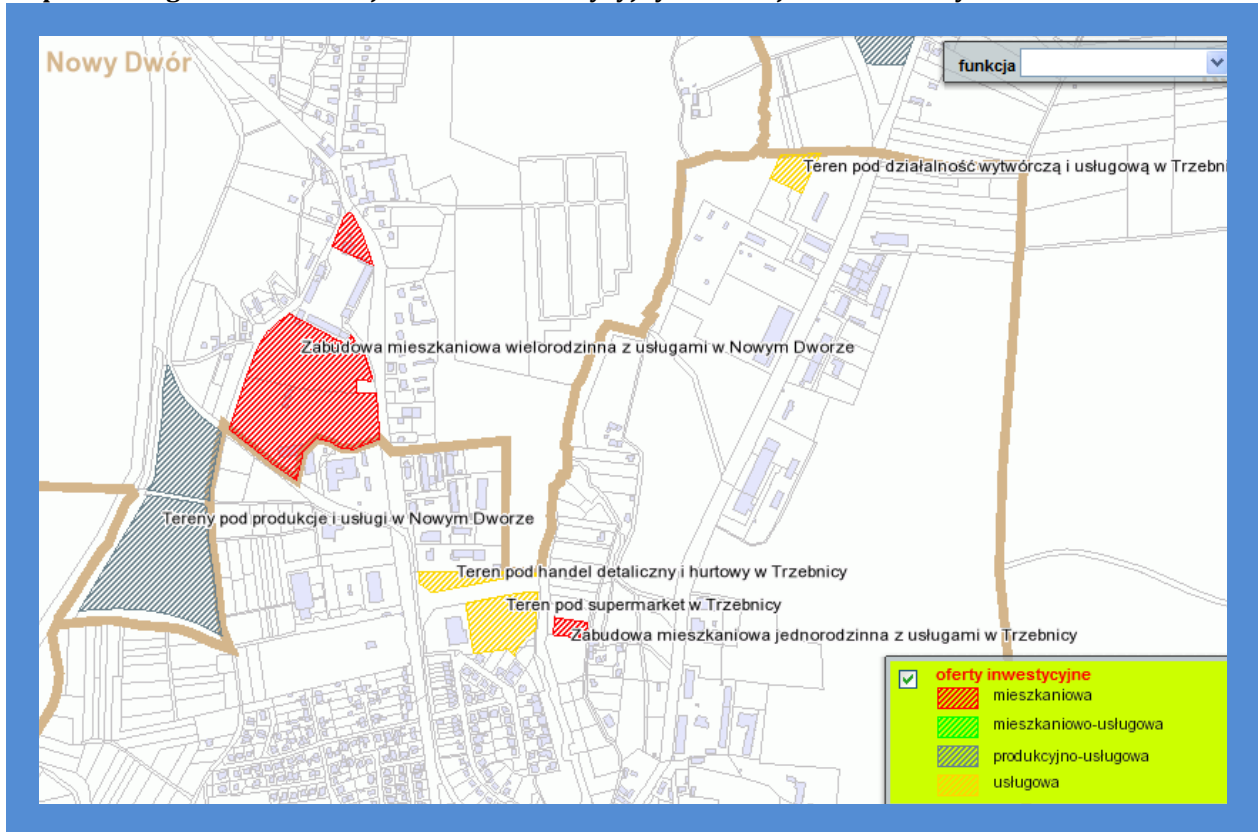 Nowy Dwór
funkcja
Teren pod działalność wytwórczą i usługową w Trzebni
Zabudowa mieszkaniowa wielorodzinna z usługami w Nowym Dworze
Tereny pod produkcje i usługi w Nowym Dworze
Teren pod handel detaliczny i hurtowy w Trzebnicy
Teren pod supermarket w Trzebnicy
Zabudowa mieszkaniowa jednorodzinna z usługami w Trzebnicy
oferty inwestycyjne
mieszkaniowa
mieszkaniowo-usługowa
produkcyjno-usługowa
usługowa